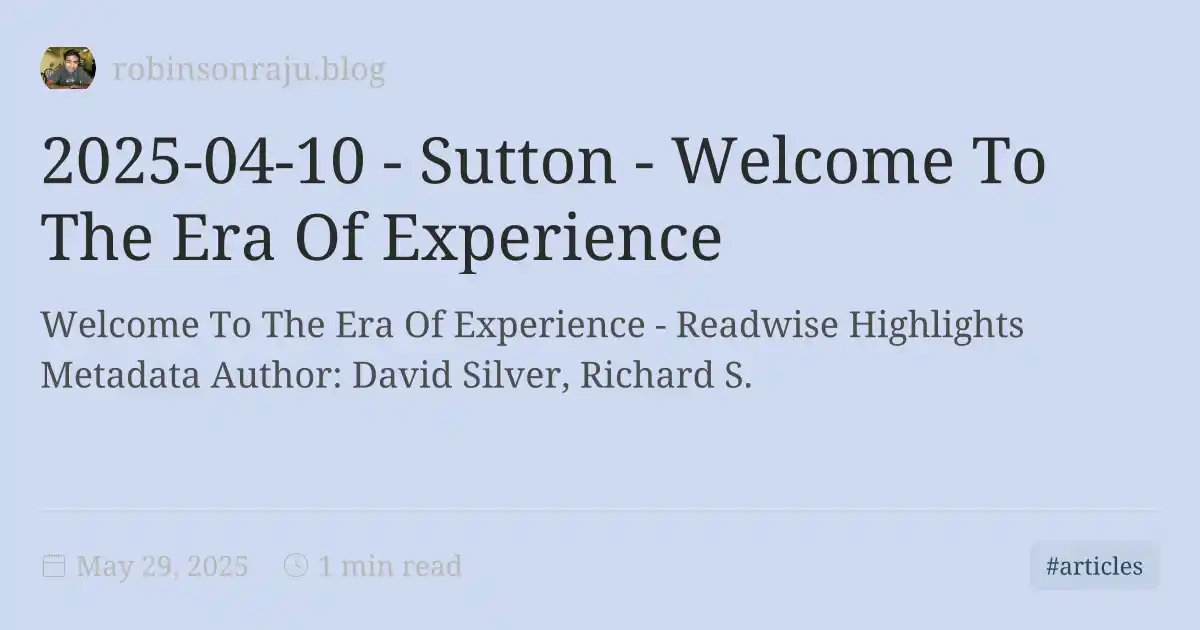 robinsonraju.blog
2025-04-10 - Sutton - Welcome To
The Era Of Experience
Welcome To The Era Of Experience - Readwise Highlights
Metadata Author: David Silver, Richard S.
May 29, 2025 1 min read #articles